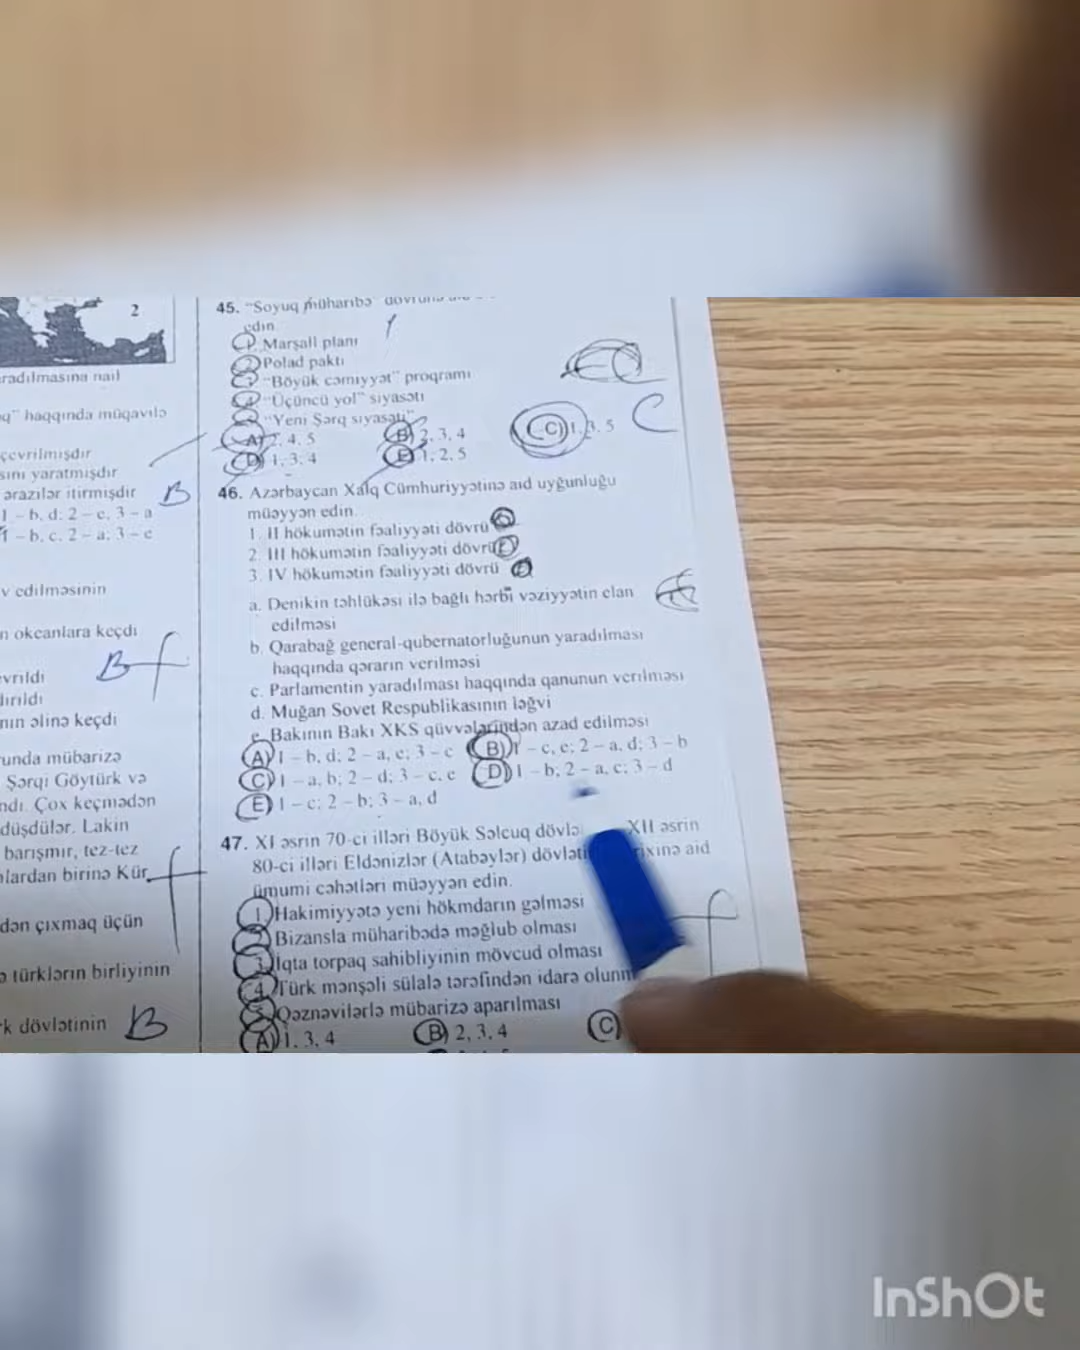 2
radılmasına nail
q" haqqında müqavilə
çevrilmişdir
sını yaratmışdır
ərazilər itirmişdir B
1 – b, d; 2 – c, 3 – a
1 – b, c, 2 – a; 3 – e
v edilməsinin
n okeanlara keçdi
B
evrildi
dırıldı
nın əlinə keçdi
unda mübarizə
Şərqi Göytürk və
ndı. Çox keçmədən
düşdülər. Lakin
barışmır, tez-tez
alardan birinə Kür
dən çıxmaq üçün
ə türklərin birliyinin
k dövlətinin B
45. "Soyuq müharibə" dövrünə
edin
1. Marşall planı
2. Polad paktı
3. "Böyük cəmiyyət" proqramı
4. "Üçüncü yol" siyasəti
5. "Yeni Şərq siyasəti"
A) 2, 4, 5 B) 2, 3, 4 C) 1, 3, 5 C
D) 1, 3, 4 E) 1, 2, 5
46. Azərbaycan Xalq Cümhuriyyətinə aid uyğunluğu
müəyyən edin.
1. II hökumətin fəaliyyəti dövrü
2. III hökumətin fəaliyyəti dövrü
3. IV hökumətin fəaliyyəti dövrü
a. Denikin təhlükəsi ilə bağlı hərbi vəziyyətin elan
edilməsi
b. Qarabağ general-qubernatorluğunun yaradılması
haqqında qərarın verilməsi
c. Parlamentin yaradılması haqqında qanunun verilməsi
d. Muğan Sovet Respublikasının ləğvi
e. Bakının Bakı XKS qüvvələrindən azad edilməsi
A) 1 – b, d; 2 – a, e; 3 – c B) 1 – c, e; 2 – a, d; 3 – b
C) 1 – a, b; 2 – d; 3 – c, e D) 1 – b; 2 – a, c; 3 – d
E) 1 – c; 2 – b; 3 – a, d
47. XI əsrin 70-ci illəri Böyük Səlcuq dövlə XII əsrin
80-ci illəri Eldənizlər (Atabəylər) dövləti rixinə aid
ümumi cəhətləri müəyyən edin.
1. Hakimiyyətə yeni hökmdarın gəlməsi
2. Bizansla müharibədə məğlub olması
3. İqta torpaq sahibliyinin mövcud olması
4. Türk mənşəli sülalə tərəfindən idarə olunm
5. Qəznəvilərlə mübarizə aparılması
A) 1, 3, 4 B) 2, 3, 4 C)
InShOt